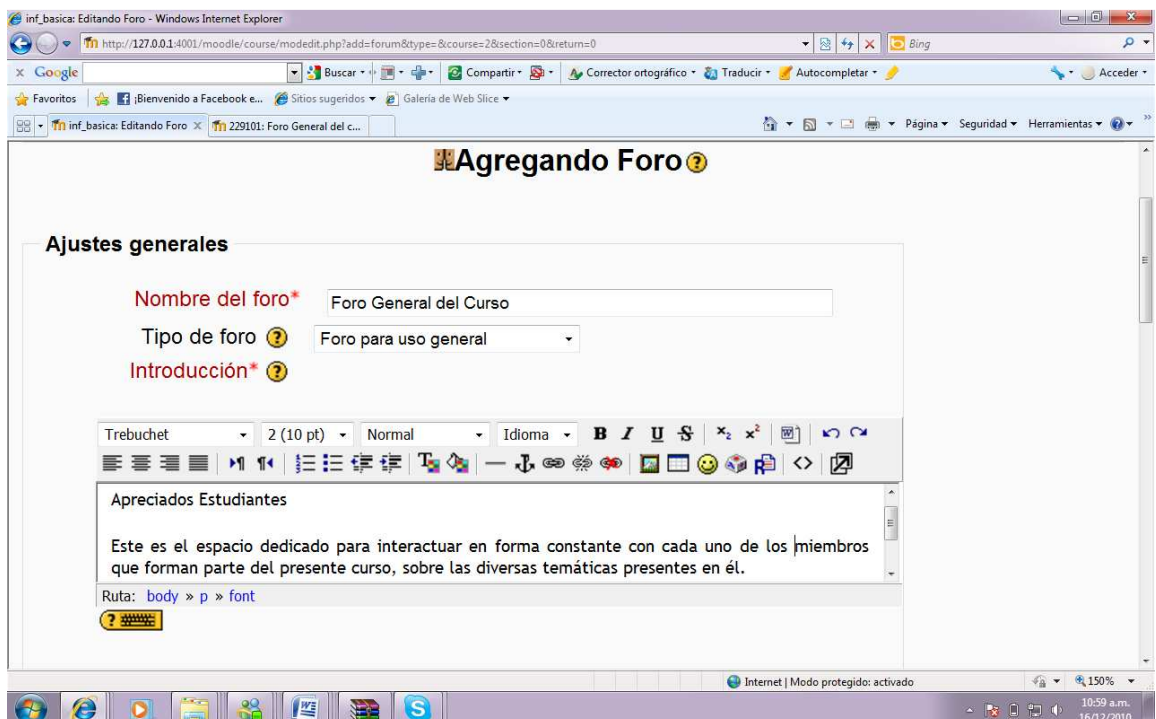 inf_basica: Editando Foro - Windows Internet Explorer
http://127.0.0.1:4001/moodle/course/modedit.php?add=forum&type=&course=2&section=0&return=0
Bing
x Google
Buscar
Compartir
Corrector ortográfico
Traducir
Autocompletar
Acceder
Favoritos
¡Bienvenido a Facebook e...
Sitios sugeridos
Galería de Web Slice
inf_basica: Editando Foro X
229101: Foro General del c...
Página
Seguridad
Herramientas
Agregando Foro ?
Ajustes generales
Nombre del foro* Foro General del Curso
Tipo de foro ? Foro para uso general
Introducción* ?
Trebuchet 2 (10 pt) Normal Idioma B I U S x₂ x²
Apreciados Estudiantes
Este es el espacio dedicado para interactuar en forma constante con cada uno de los miembros
que forman parte del presente curso, sobre las diversas temáticas presentes en él.
Ruta: body » p » font
?
Internet | Modo protegido: activado
150%
10:59 a.m.
16/12/2010